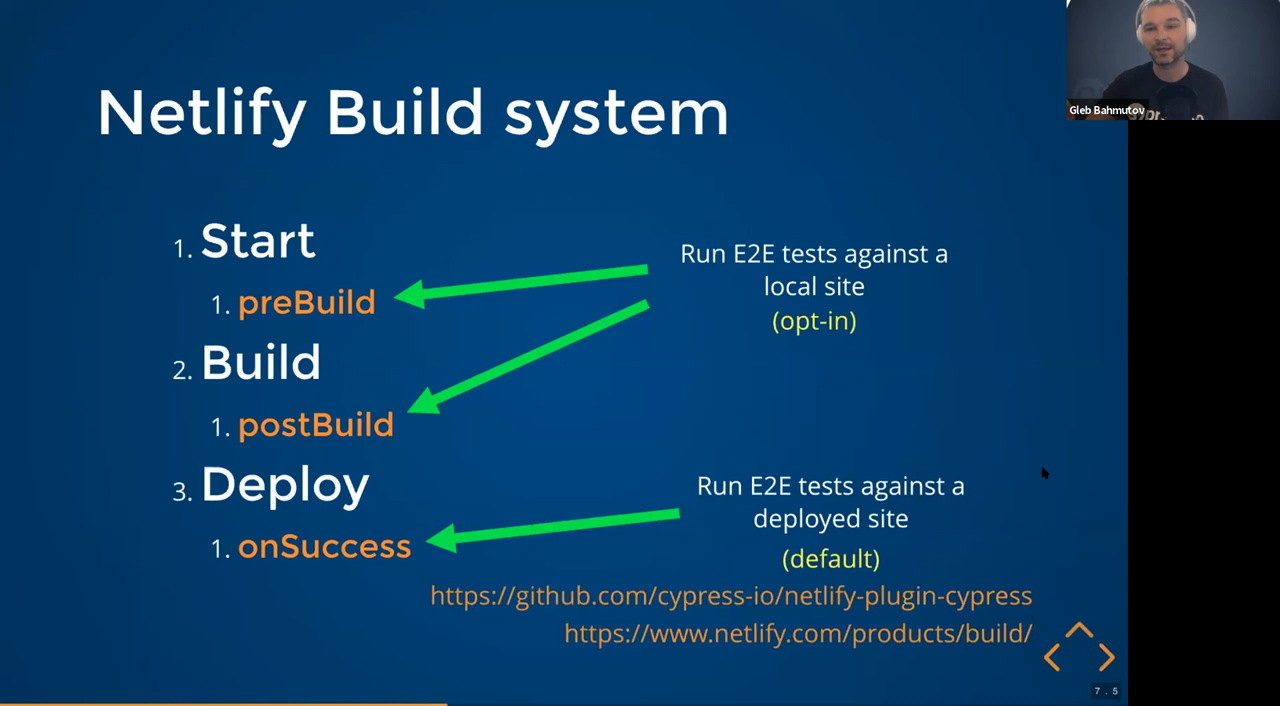 Netlify Build system
Gleb Bahmutov
1. Start
1. preBuild
2. Build
1. postBuild
3. Deploy
1. onSuccess
Run E2E tests against a
local site
(opt-in)
Run E2E tests against a
deployed site
(default)
https://github.com/cypress-io/netlify-plugin-cypress
https://www.netlify.com/products/build/
7.5